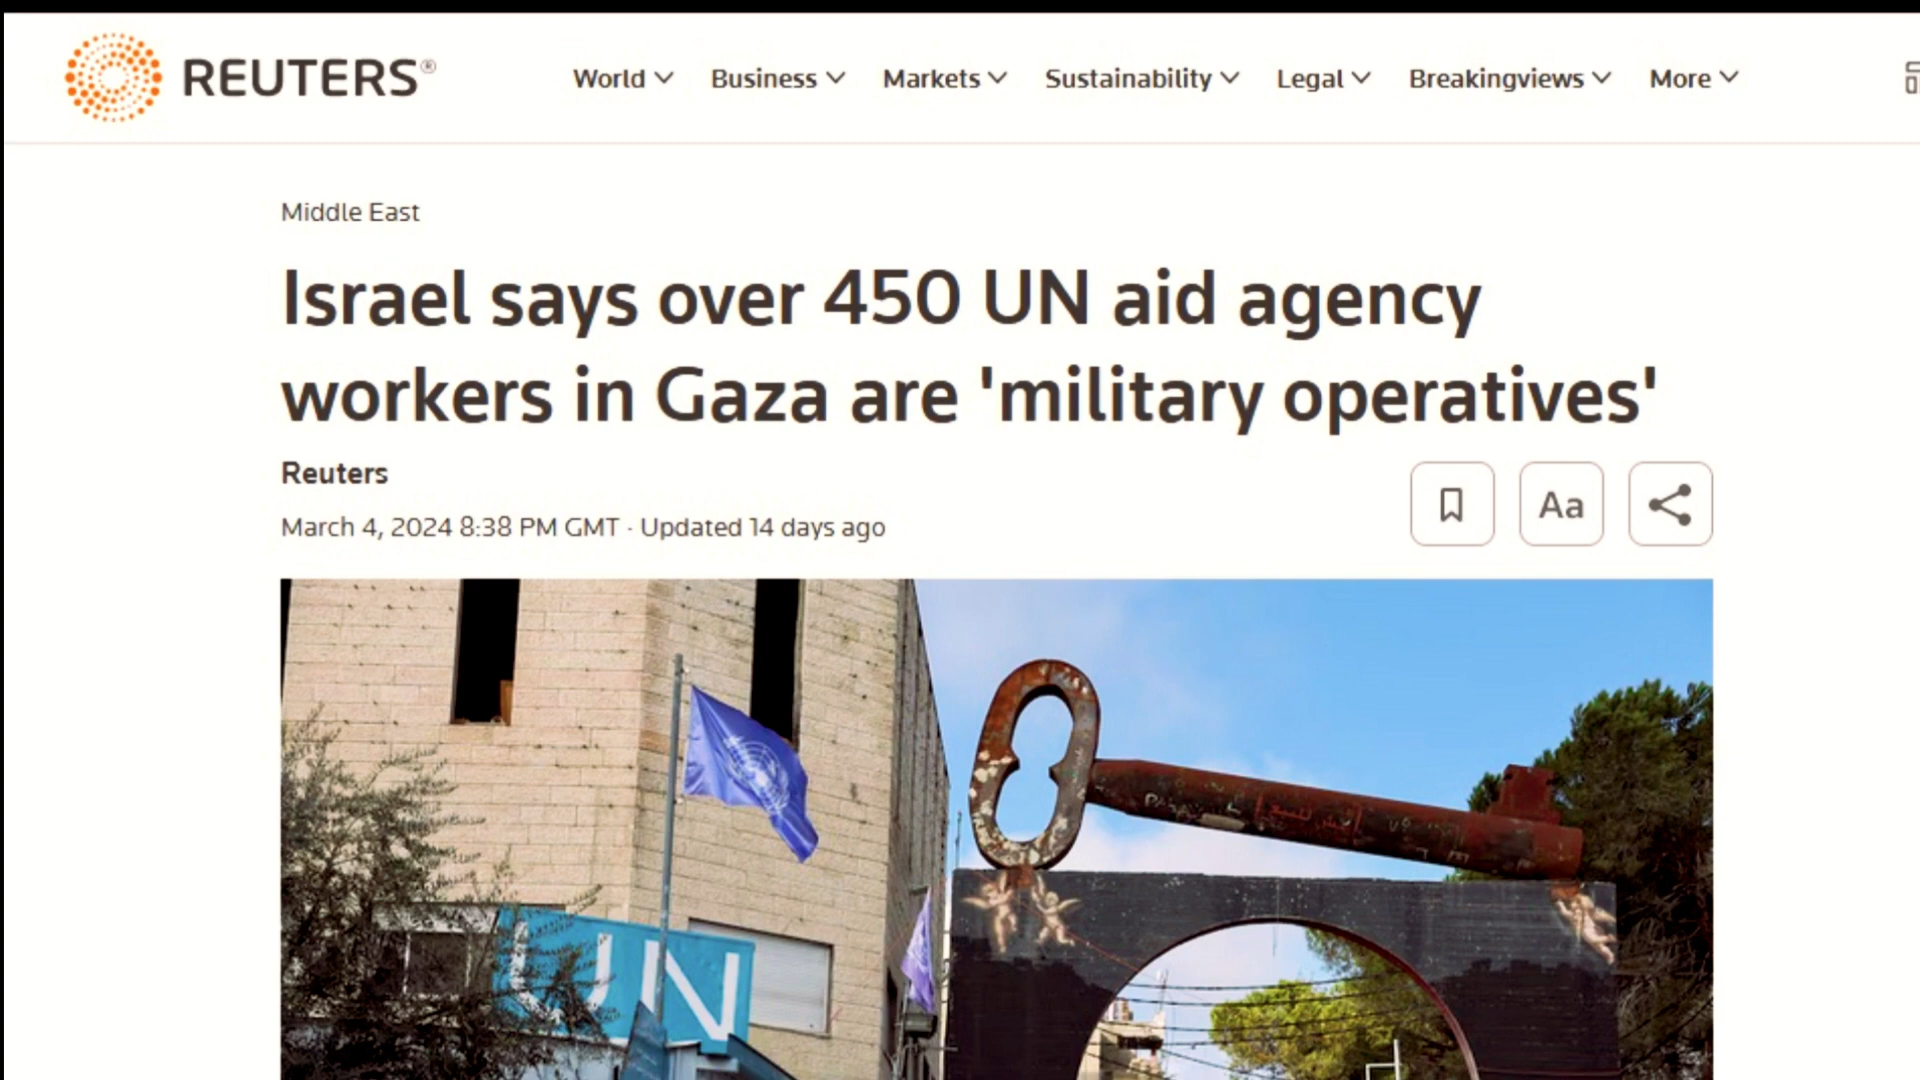 REUTERS®
World Business Markets Sustainability Legal Breakingviews More
Middle East
Israel says over 450 UN aid agency
workers in Gaza are 'military operatives'
Reuters
March 4, 2024 8:38 PM GMT · Updated 14 days ago
Aa
UN